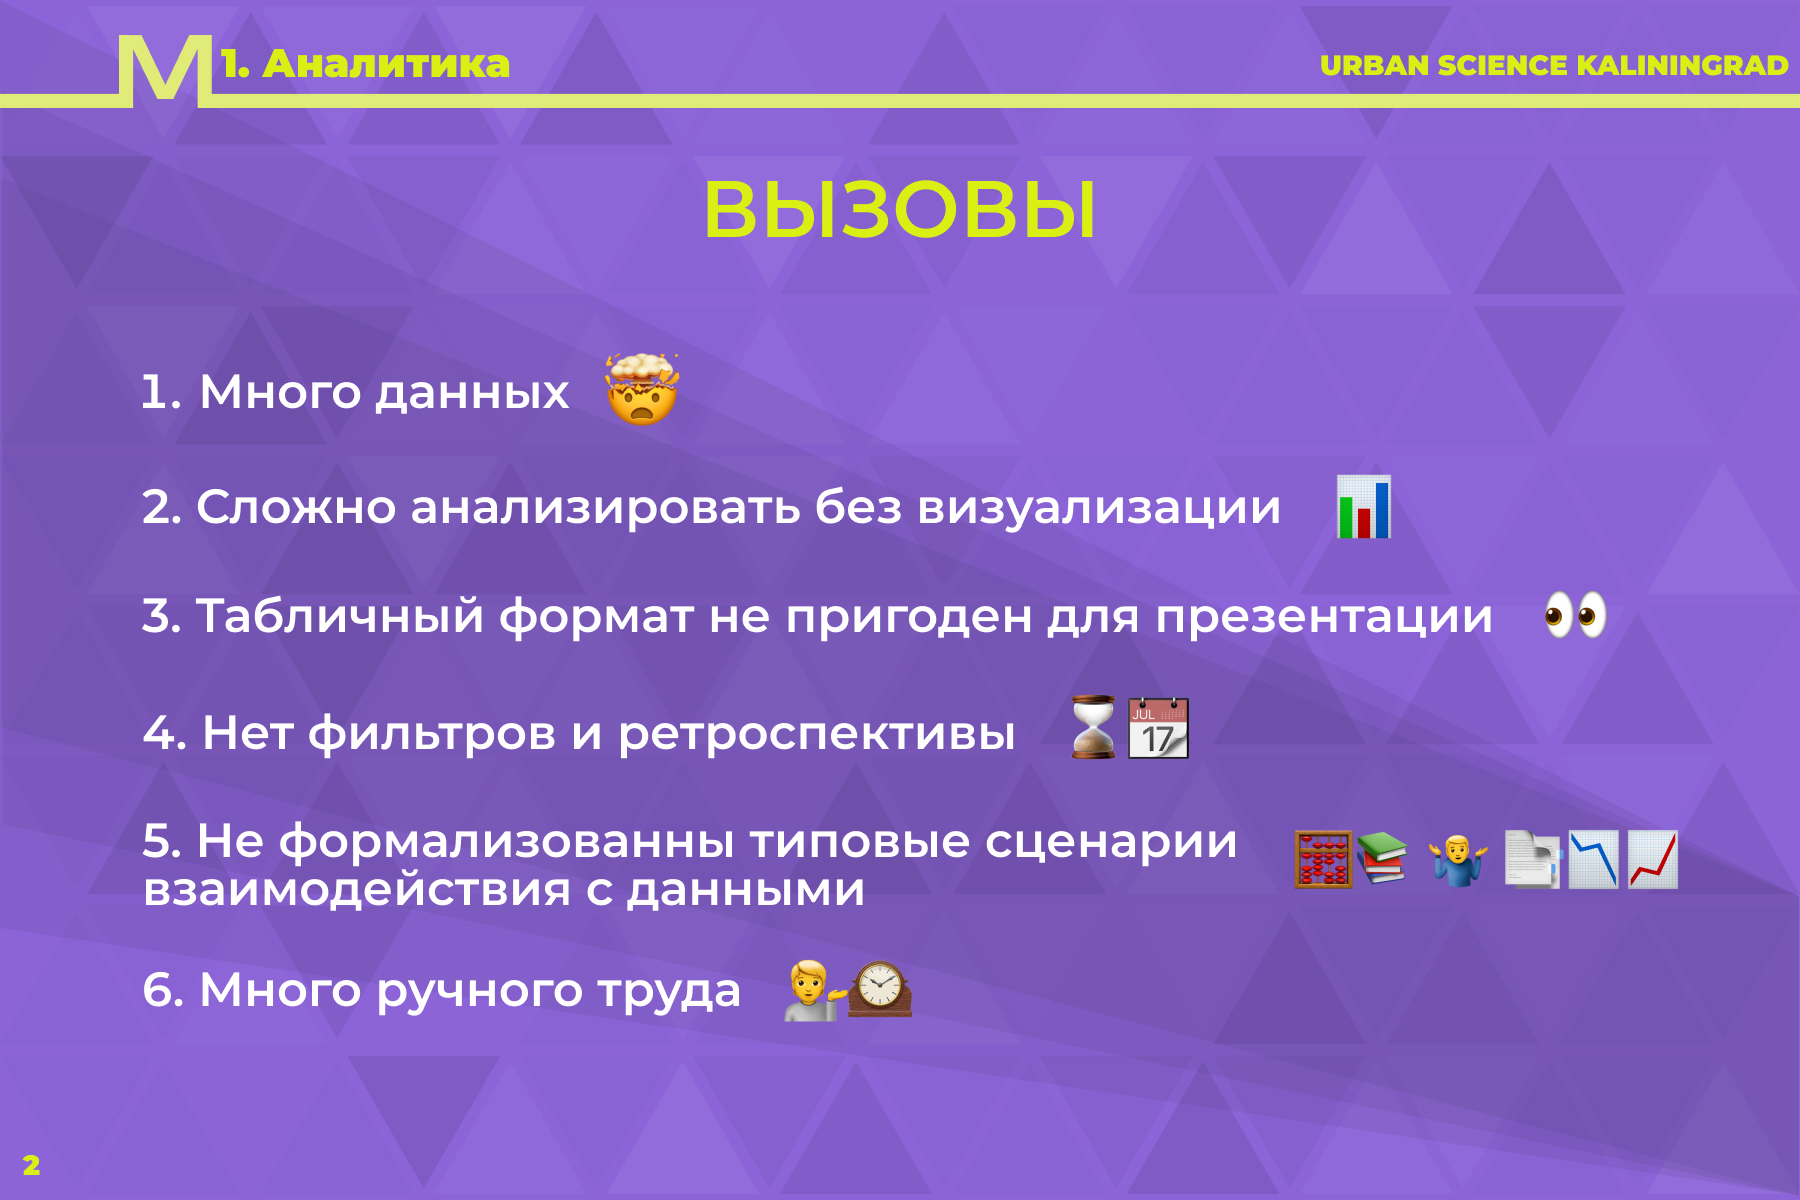 М 1. Аналитика
URBAN SCIENCE KALININGRAD
ВЫЗОВЫ
1. Много данных 🤯
2. Сложно анализировать без визуализации 📊
3. Табличный формат не пригоден для презентации 👀
4. Нет фильтров и ретроспективы ⏳📆
JUL
17
5. Не формализованны типовые сценарии 🧮📚 🤷‍♂️ 📑📉📈
взаимодействия с данными
6. Много ручного труда 💁🕰
2